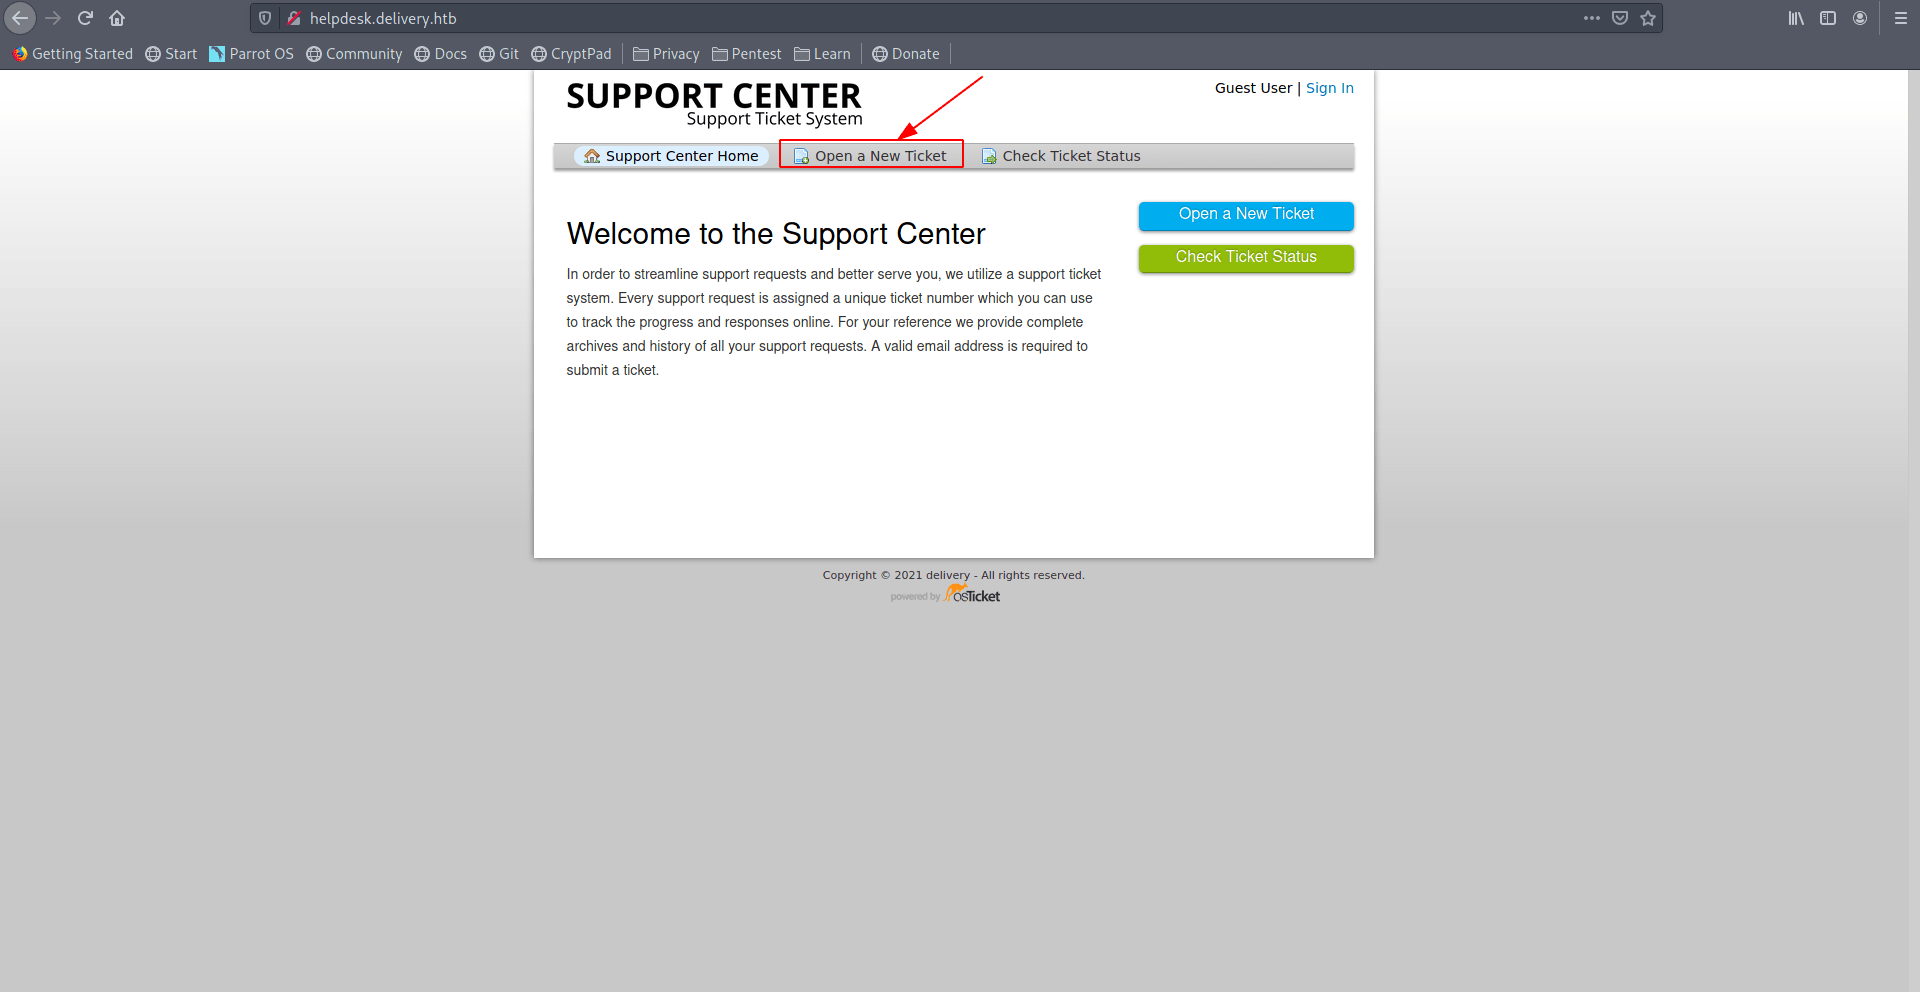 helpdesk.delivery.htb
Getting Started Start Parrot OS Community Docs Git CryptPad Privacy Pentest Learn Donate
SUPPORT CENTER
Support Ticket System
Guest User | Sign In
Support Center Home Open a New Ticket Check Ticket Status
Open a New Ticket
Check Ticket Status
Welcome to the Support Center
In order to streamline support requests and better serve you, we utilize a support ticket
system. Every support request is assigned a unique ticket number which you can use
to track the progress and responses online. For your reference we provide complete
archives and history of all your support requests. A valid email address is required to
submit a ticket.
Copyright © 2021 delivery - All rights reserved.
powered by osTicket